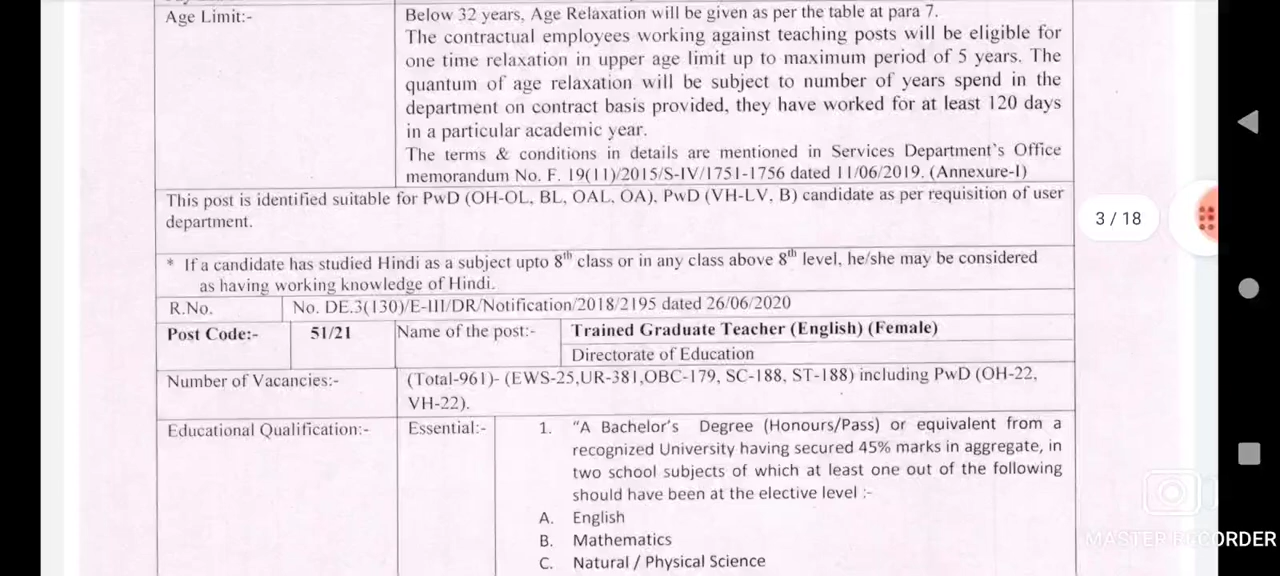 Age Limit:- Below 32 years, Age Relaxation will be given as per the table at para 7.
The contractual employees working against teaching posts will be eligible for
one time relaxation in upper age limit up to maximum period of 5 years. The
quantum of age relaxation will be subject to number of years spend in the
department on contract basis provided, they have worked for at least 120 days
in a particular academic year.
The terms & conditions in details are mentioned in Services Department's Office
memorandum No. F. 19(11)/2015/S-IV/1751-1756 dated 11/06/2019. (Annexure-I)
This post is identified suitable for PwD (OH-OL, BL, OAL, OA), PwD (VH-LV, B) candidate as per requisition of user
department.
3 / 18
* If a candidate has studied Hindi as a subject upto 8th class or in any class above 8th level, he/she may be considered
as having working knowledge of Hindi.
R.No. No. DE.3(130)/E-III/DR/Notification/2018/2195 dated 26/06/2020
Post Code:- 51/21 Name of the post:- Trained Graduate Teacher (English) (Female)
Directorate of Education
Number of Vacancies:- (Total-961)- (EWS-25,UR-381,OBC-179, SC-188, ST-188) including PwD (OH-22,
VH-22).
Educational Qualification:- Essential:- 1. "A Bachelor's Degree (Honours/Pass) or equivalent from a
recognized University having secured 45% marks in aggregate, in
two school subjects of which at least one out of the following
should have been at the elective level :-
A. English
B. Mathematics
C. Natural / Physical Science
MASTER RECORDER